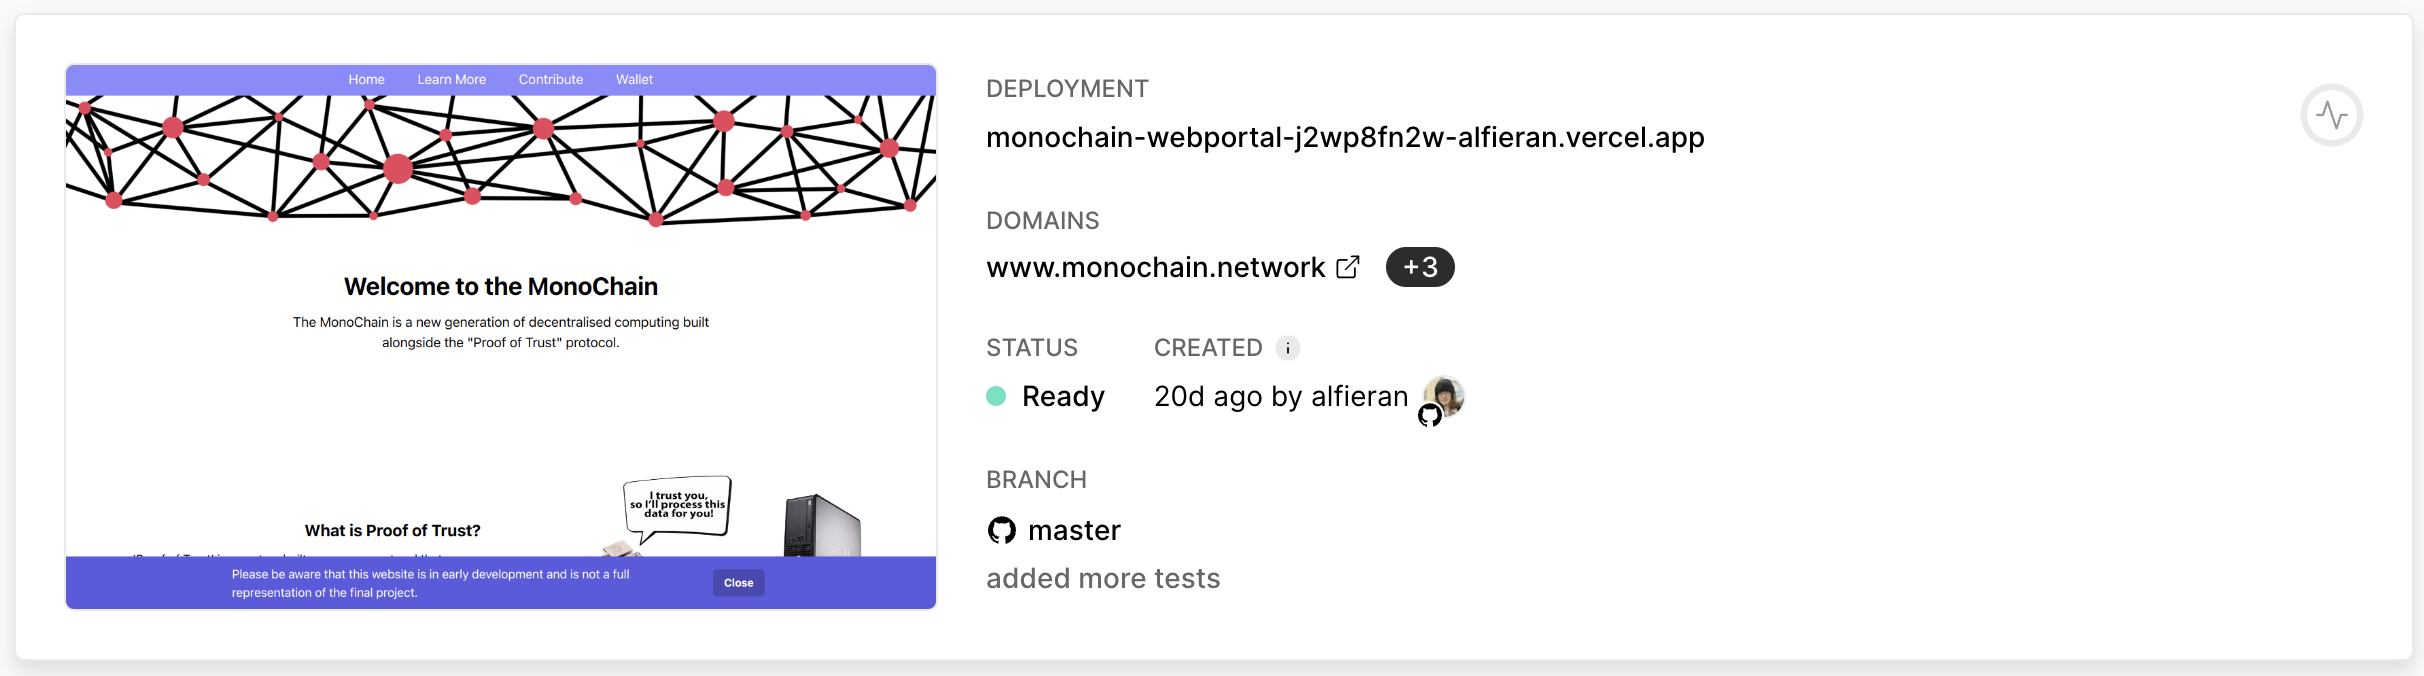 Home Learn More Contribute Wallet
Welcome to the MonoChain
The MonoChain is a new generation of decentralised computing built
alongside the "Proof of Trust" protocol.
I trust you,
so I'll process this
data for you!
What is Proof of Trust?
Please be aware that this website is in early development and is not a full
representation of the final project.
Close
DEPLOYMENT
monochain-webportal-j2wp8fn2w-alfieran.vercel.app
DOMAINS
www.monochain.network +3
STATUS CREATED i
Ready 20d ago by alfieran
BRANCH
master
added more tests